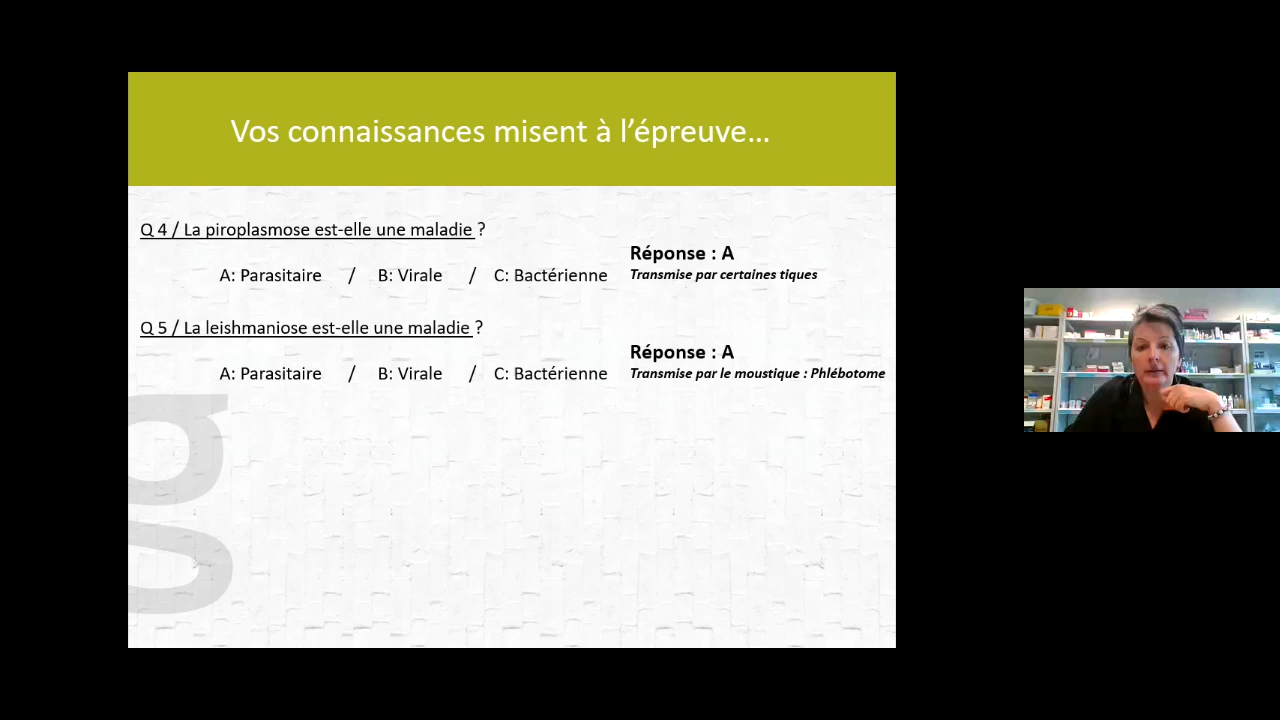 Vos connaissances misent à l'épreuve…
Q 4 / La piroplasmose est-elle une maladie ?
Réponse : A
A: Parasitaire / B: Virale / C: Bactérienne
Transmise par certaines tiques
Q 5 / La leishmaniose est-elle une maladie ?
Réponse : A
A: Parasitaire / B: Virale / C: Bactérienne
Transmise par le moustique : Phlébotome
g